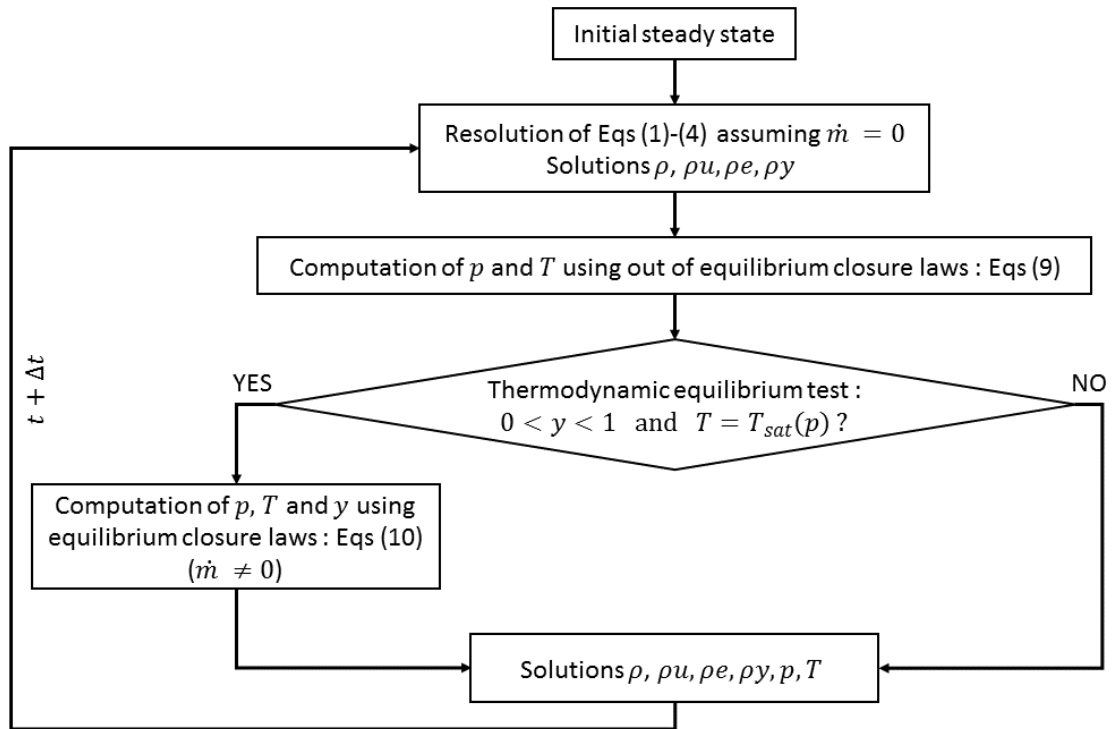 Initial steady state
Resolution of Eqs (1)-(4) assuming ṁ = 0
Solutions ρ, ρu, ρe, ρy
Computation of p and T using out of equilibrium closure laws : Eqs (9)
t + Δt
YES
Thermodynamic equilibrium test :
0 < y < 1 and T = T_sat(p) ?
NO
Computation of p, T and y using
equilibrium closure laws : Eqs (10)
(ṁ ≠ 0)
Solutions ρ, ρu, ρe, ρy, p, T